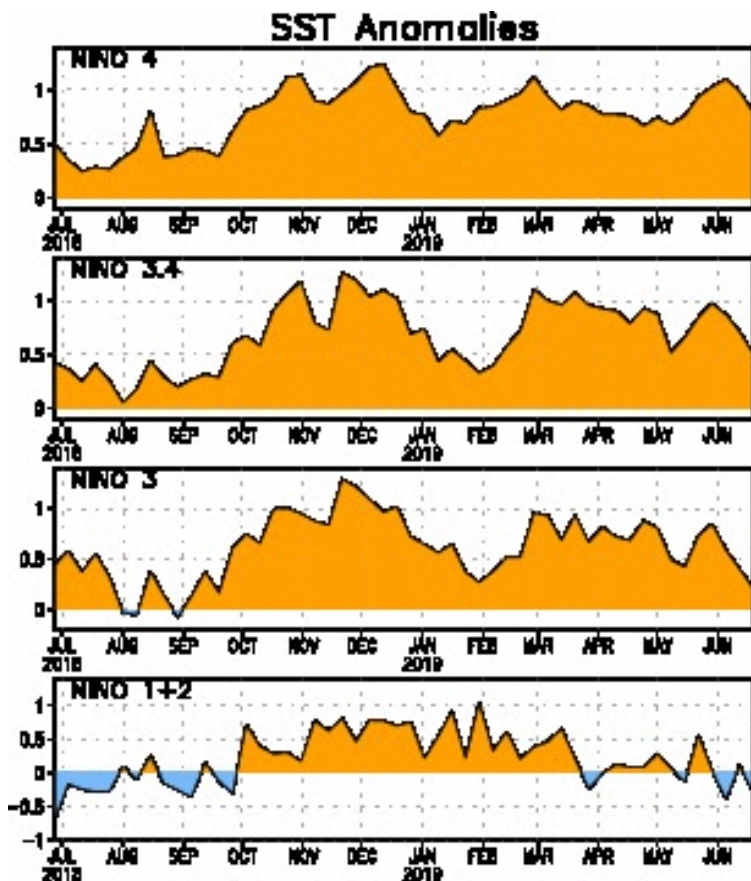 SST Anomalies
NINO 4
1
0.5
0
JUL AUG SEP OCT NOV DEC JAN FEB MAR APR MAY JUN
2018 2019
NINO 3.4
1
0.5
0
JUL AUG SEP OCT NOV DEC JAN FEB MAR APR MAY JUN
2018 2019
NINO 3
1
0.5
0
JUL AUG SEP OCT NOV DEC JAN FEB MAR APR MAY JUN
2018 2019
NINO 1+2
1
0.5
0
-0.5
-1
JUL AUG SEP OCT NOV DEC JAN FEB MAR APR MAY JUN
2018 2019